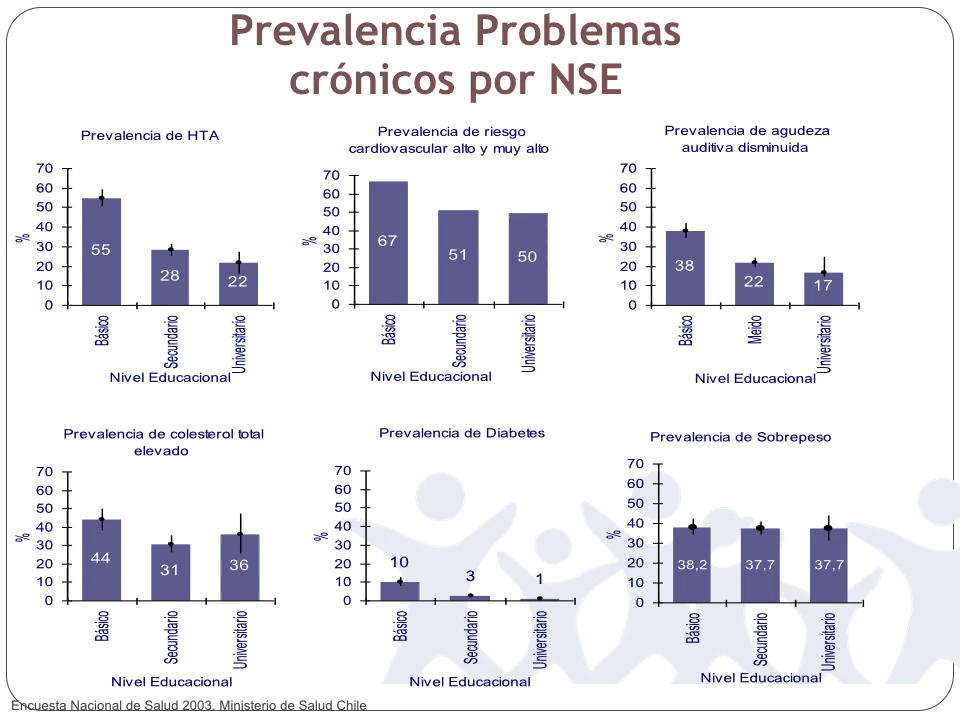 Prevalencia Problemas
crónicos por NSE
Prevalencia de HTA
70
60
50
40
30
20
10
0
%
55
28
22
Básico
Secundario
Universitario
Nivel Educacional
Prevalencia de riesgo
cardiovascular alto y muy alto
70
60
50
40
30
20
10
0
%
67
51
50
Básico
Secundario
Universitario
Nivel Educacional
Prevalencia de agudeza
auditiva disminuida
70
60
50
40
30
20
10
0
%
38
22
17
Básico
Meido
Universitario
Nivel Educacional
Prevalencia de colesterol total
elevado
70
60
50
40
30
20
10
0
%
44
31
36
Básico
Secundario
Universitario
Nivel Educacional
Prevalencia de Diabetes
70
60
50
40
30
20
10
0
%
10
3
1
Básico
Secundario
Universitario
Nivel Educacional
Prevalencia de Sobrepeso
70
60
50
40
30
20
10
0
%
38,2
37,7
37,7
Básico
Secundario
Universitario
Nivel Educacional
Encuesta Nacional de Salud 2003. Ministerio de Salud Chile